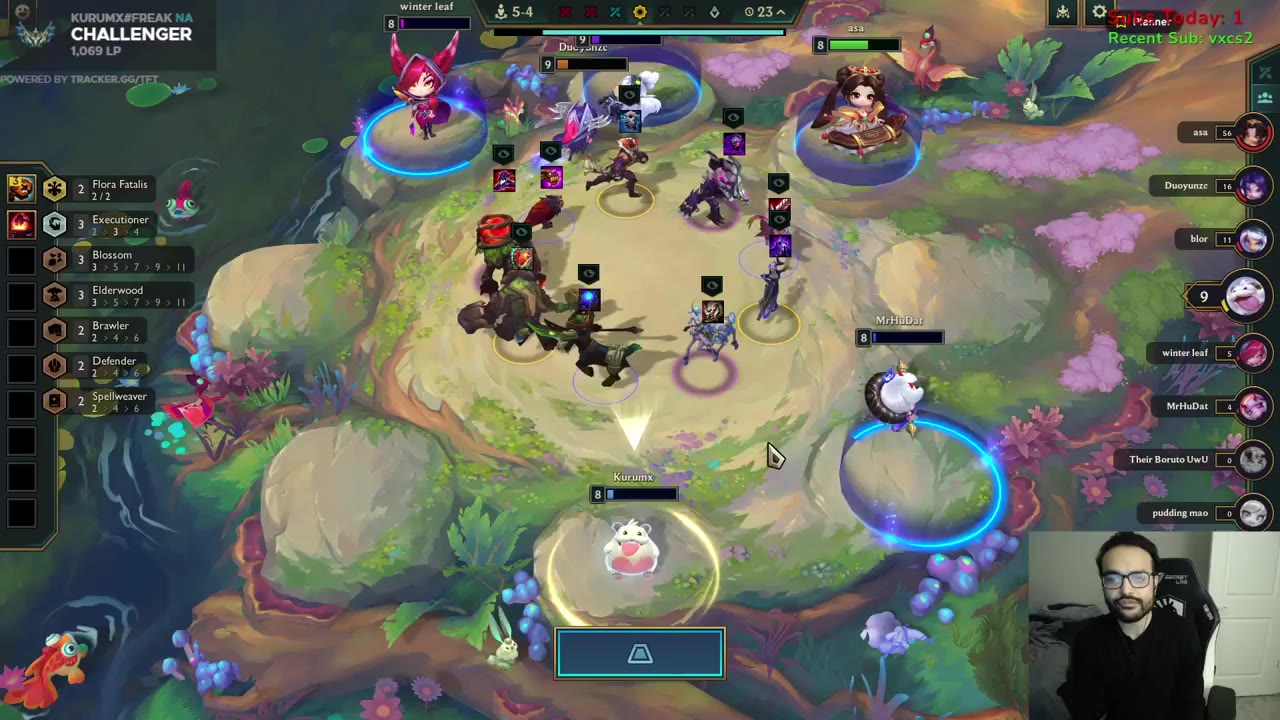 KURUMX#FREAK NA
CHALLENGER
1,069 LP
POWERED BY TRACKER.GG/TFT
winter leaf
8
5-4
23
9
Duoyunze
9
asa
8
Planner
Subs Today: 1
Recent Sub: vxcs2
2 Flora Fatalis
2 / 2
3 Executioner
2 > 3 > 4
3 Blossom
3 > 5 > 7 > 9 > 11
3 Elderwood
3 > 5 > 7 > 9 > 11
2 Brawler
2 > 4 > 6
2 Defender
2 > 4 > 6
2 Spellweaver
2 > 4 > 6
asa 56
Duoyunze 16
blor 11
9
winter leaf 5
MrHuDat 4
Their Boruto UwU 0
pudding mao 0
MrHuDat
8
Kurumx
8
SECRET
LAB